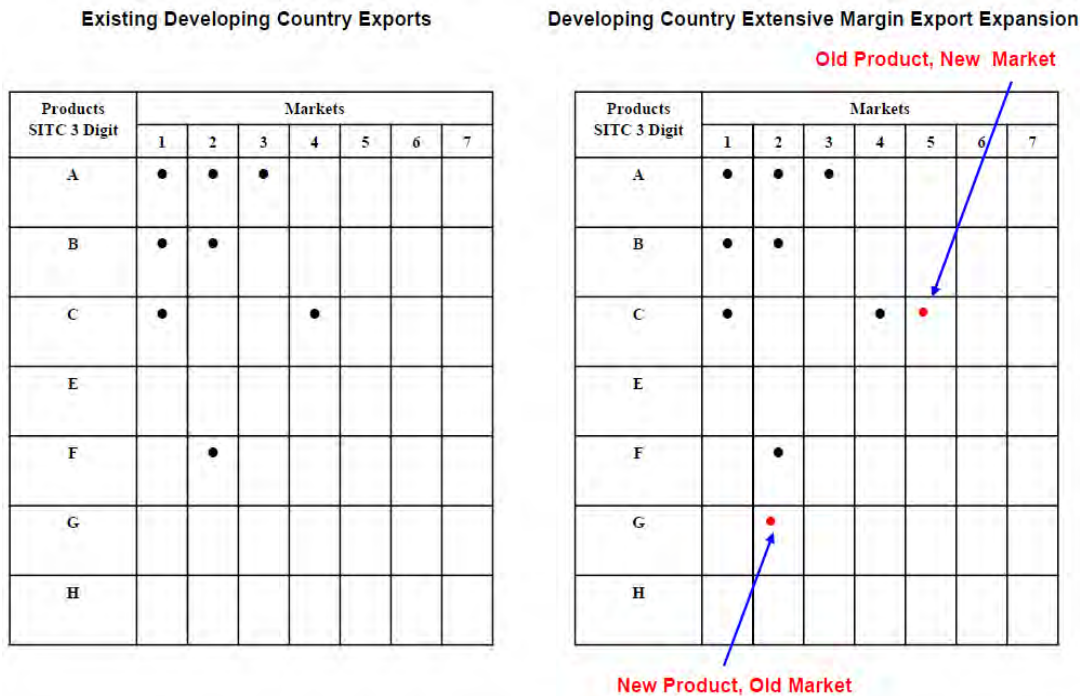 Existing Developing Country Exports
Products
SITC 3 Digit
Markets
1 2 3 4 5 6 7
A
B
C
E
F
G
H
Developing Country Extensive Margin Export Expansion
Old Product, New Market
Products
SITC 3 Digit
Markets
1 2 3 4 5 6 7
A
B
C
E
F
G
H
New Product, Old Market